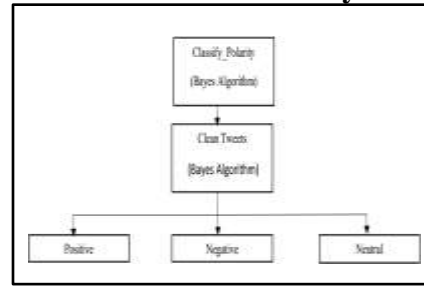 Classify_Polarity
(Bayes Algorithm)
Clean Tweets
(Bayes Algorithm)
Positive Negative Neutral